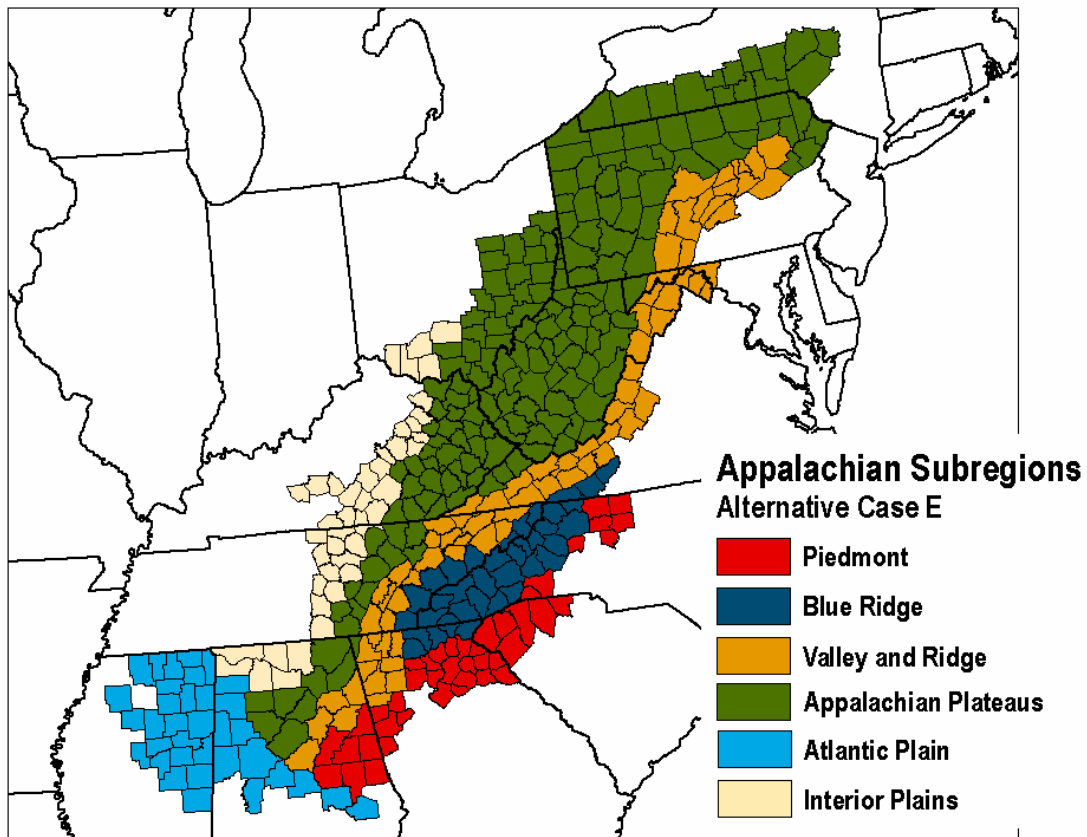 Appalachian Subregions
Alternative Case E
Piedmont
Blue Ridge
Valley and Ridge
Appalachian Plateaus
Atlantic Plain
Interior Plains